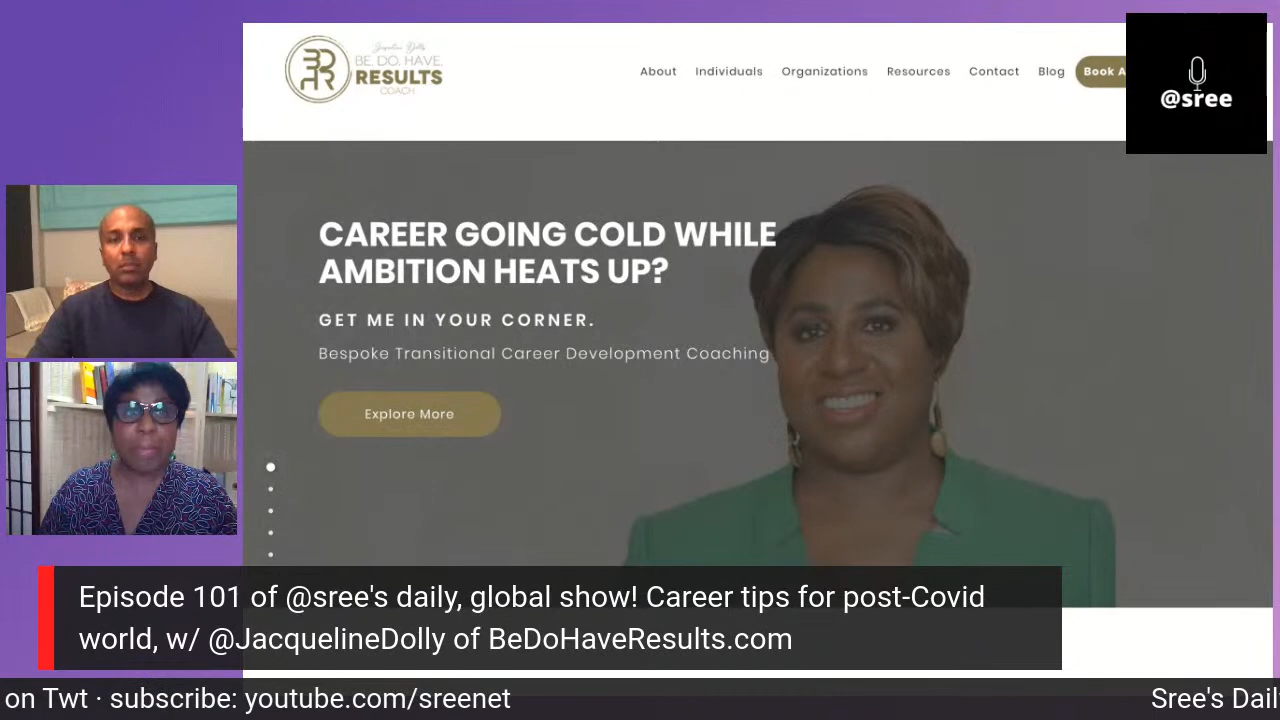 Jacqueline Dolly
BE. DO. HAVE.
RESULTS
COACH
About Individuals Organizations Resources Contact Blog Book A
@sree
CAREER GOING COLD WHILE
AMBITION HEATS UP?
GET ME IN YOUR CORNER.
Bespoke Transitional Career Development Coaching
Explore More
Episode 101 of @sree's daily, global show! Career tips for post-Covid
world, w/ @JacquelineDolly of BeDoHaveResults.com
on Twt · subscribe: youtube.com/sreenet Sree's Dail